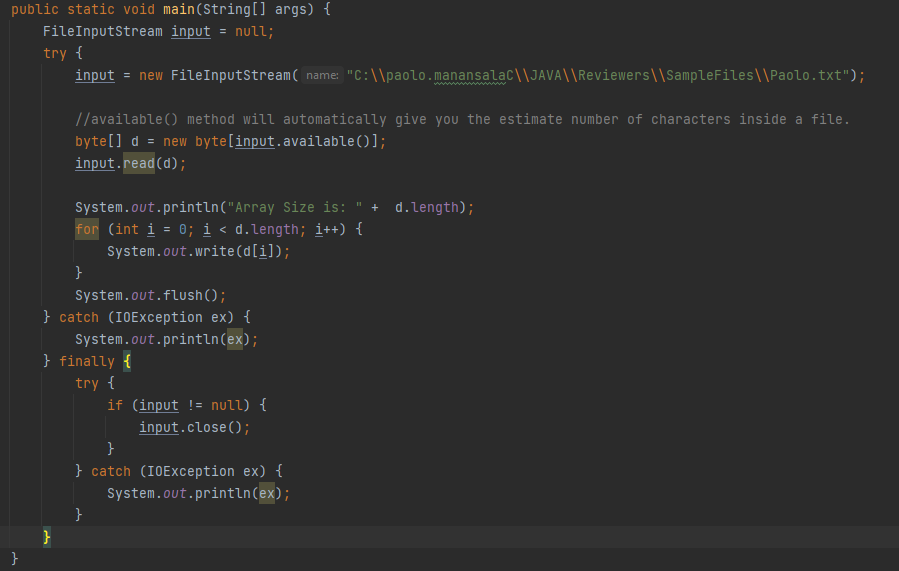 public static void main(String[] args) {
    FileInputStream input = null;
    try {
        input = new FileInputStream( name: "C:\\paolo.manansalaC\\JAVA\\Reviewers\\SampleFiles\\Paolo.txt");

        //available() method will automatically give you the estimate number of characters inside a file.
        byte[] d = new byte[input.available()];
        input.read(d);

        System.out.println("Array Size is: " +  d.length);
        for (int i = 0; i < d.length; i++) {
            System.out.write(d[i]);
        }
        System.out.flush();
    } catch (IOException ex) {
        System.out.println(ex);
    } finally {
        try {
            if (input != null) {
                input.close();
            }
        } catch (IOException ex) {
            System.out.println(ex);
        }
    }
}